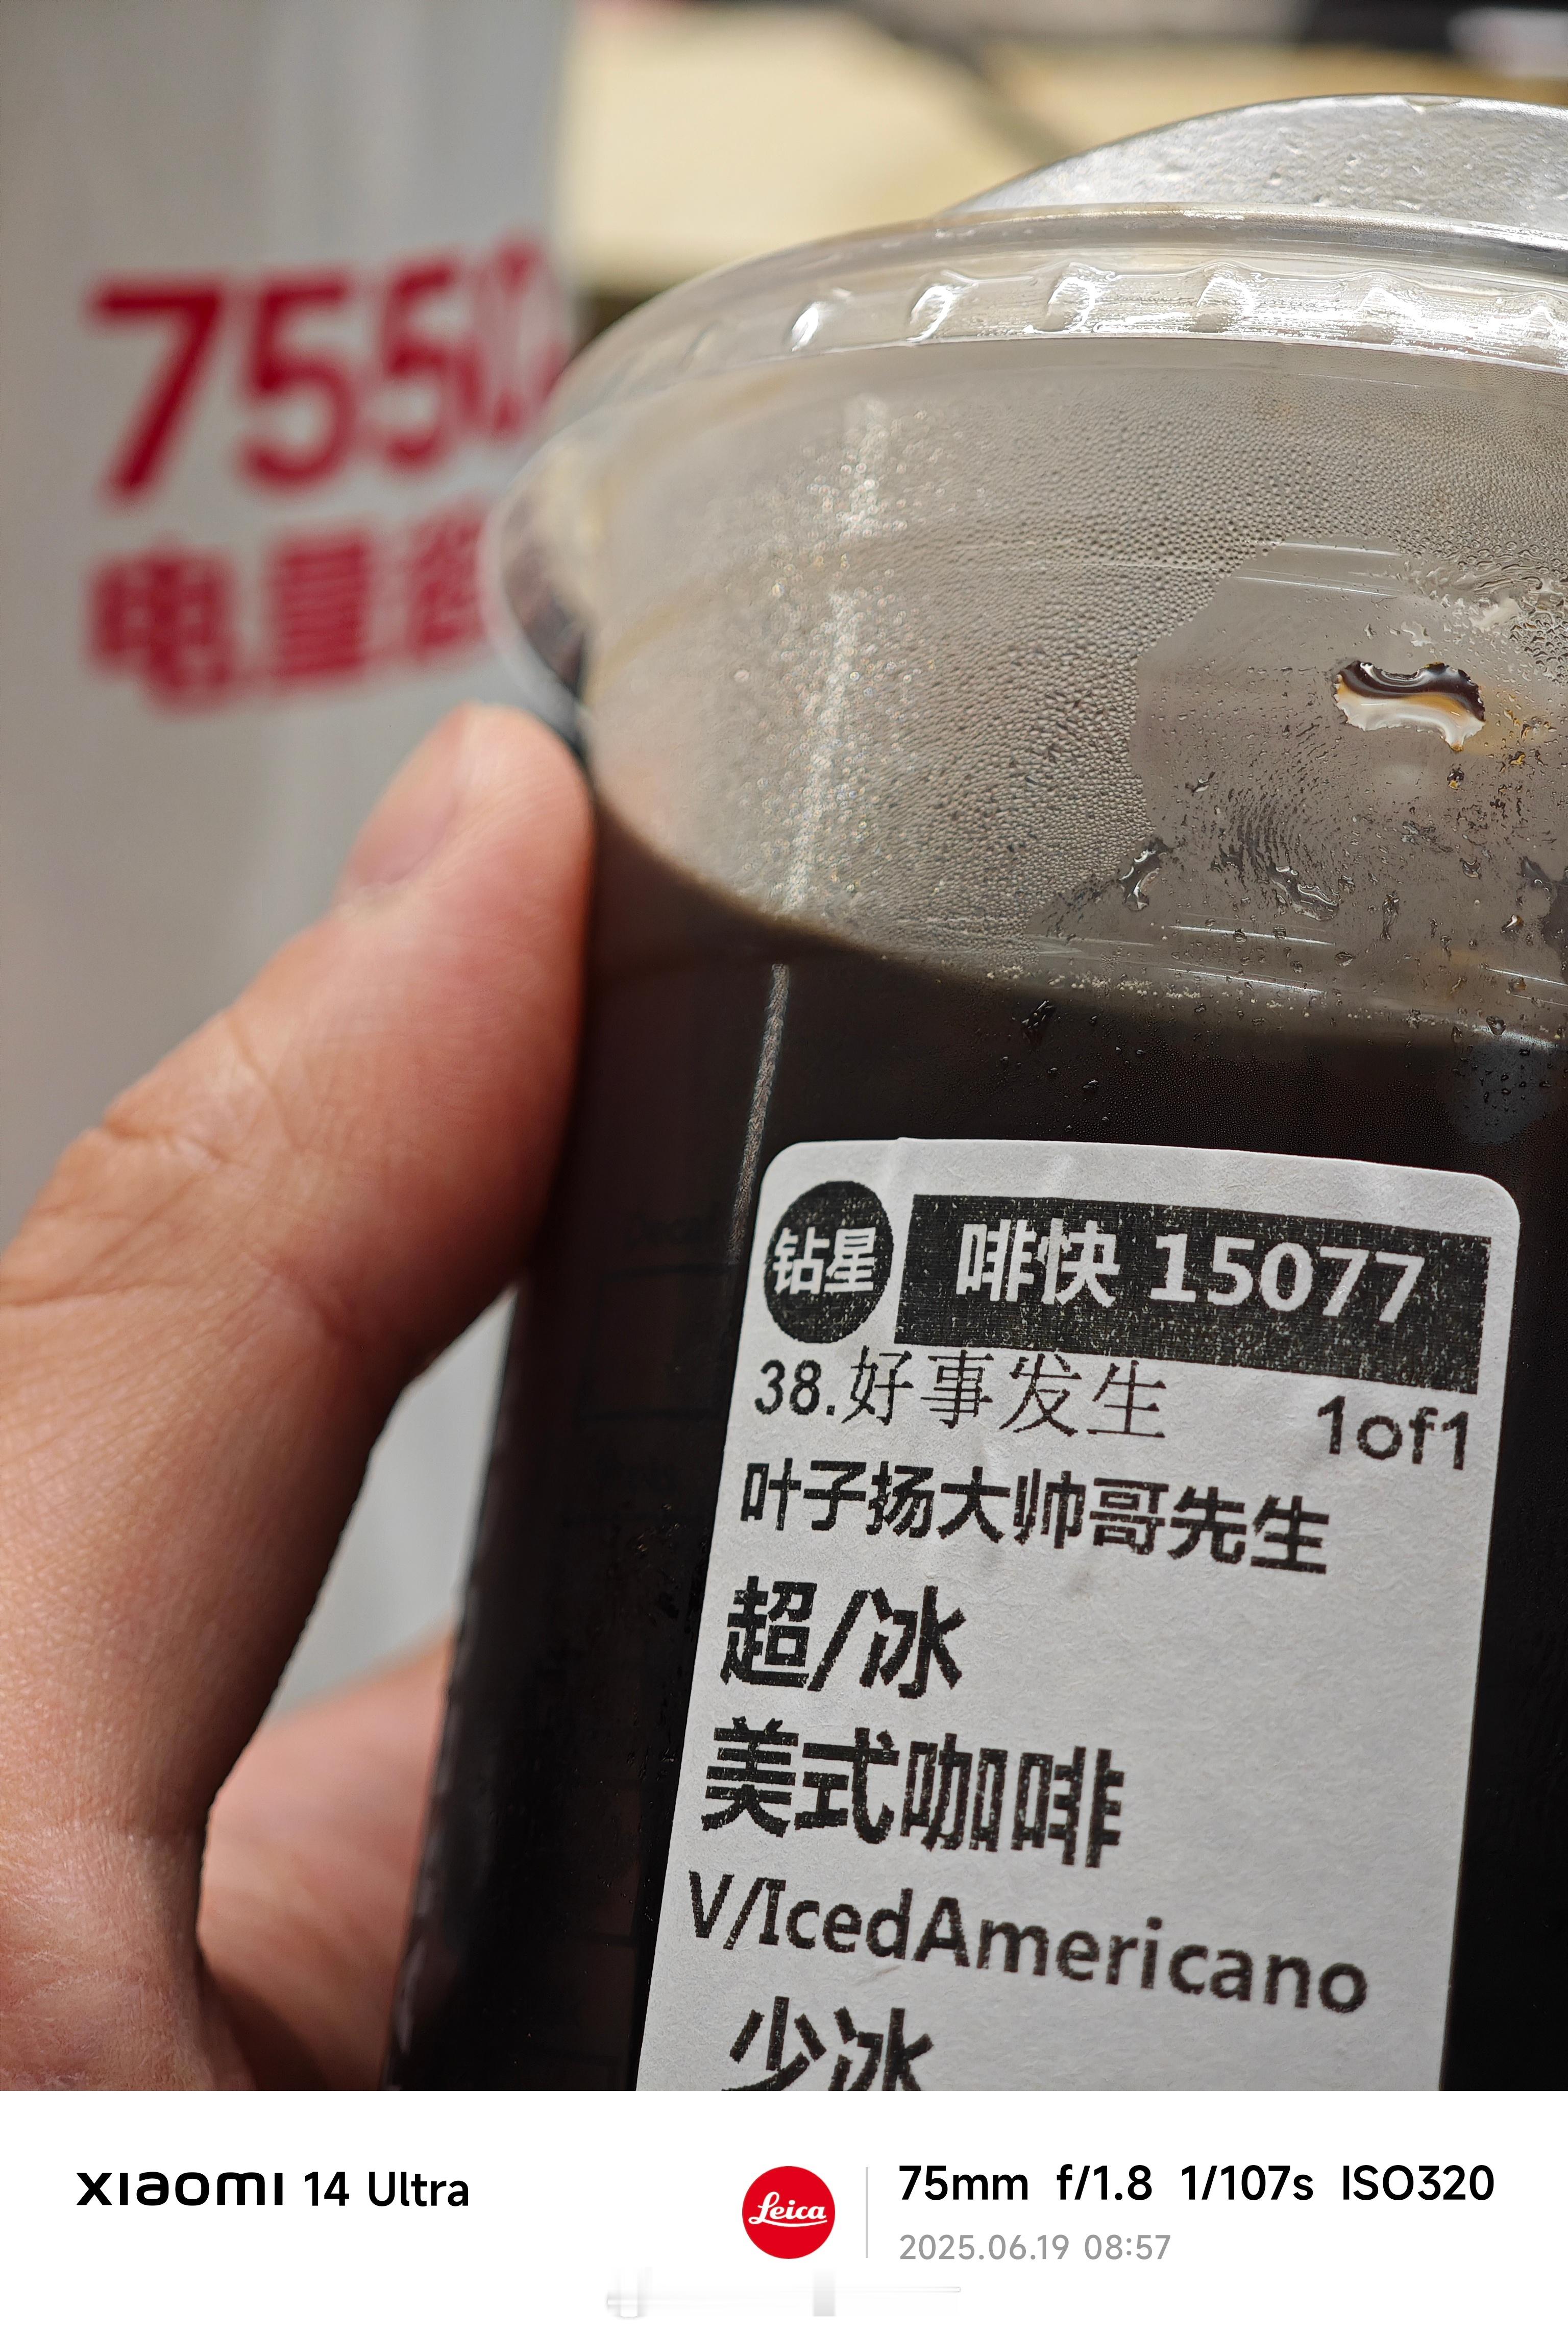 755
电量
钻星
啡快 15077
38.好事发生
1of1
叶子扬大帅哥先生
超/冰
美式咖啡
V/IcedAmericano
少冰
xiaomi 14 Ultra
Leica
75mm f/1.8 1/107s ISO320
2025.06.19 08:57